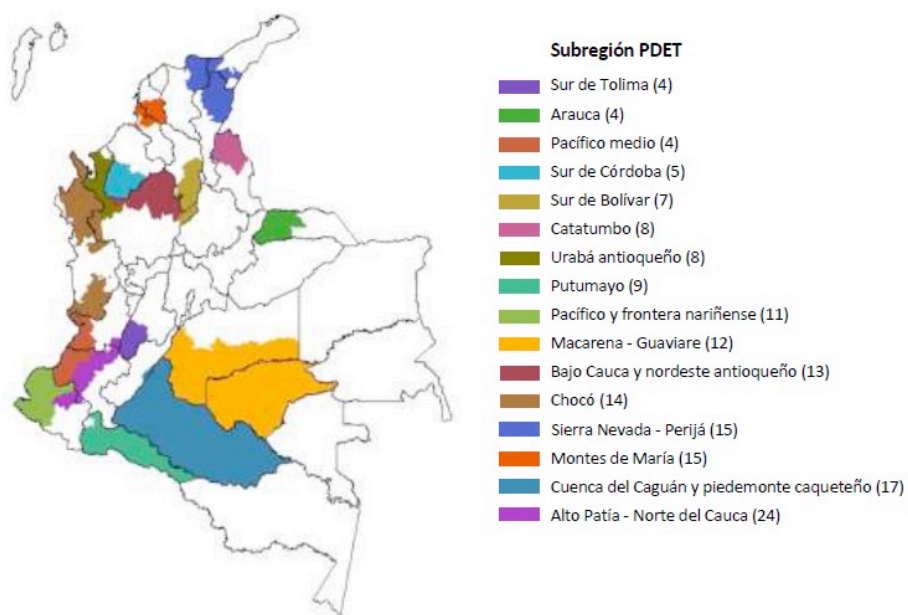 Subregión PDET
Sur de Tolima (4)
Arauca (4)
Pacífico medio (4)
Sur de Córdoba (5)
Sur de Bolívar (7)
Catatumbo (8)
Urabá antioqueño (8)
Putumayo (9)
Pacífico y frontera nariñense (11)
Macarena - Guaviare (12)
Bajo Cauca y nordeste antioqueño (13)
Chocó (14)
Sierra Nevada - Perijá (15)
Montes de María (15)
Cuenca del Caguán y piedemonte caqueteño (17)
Alto Patía - Norte del Cauca (24)